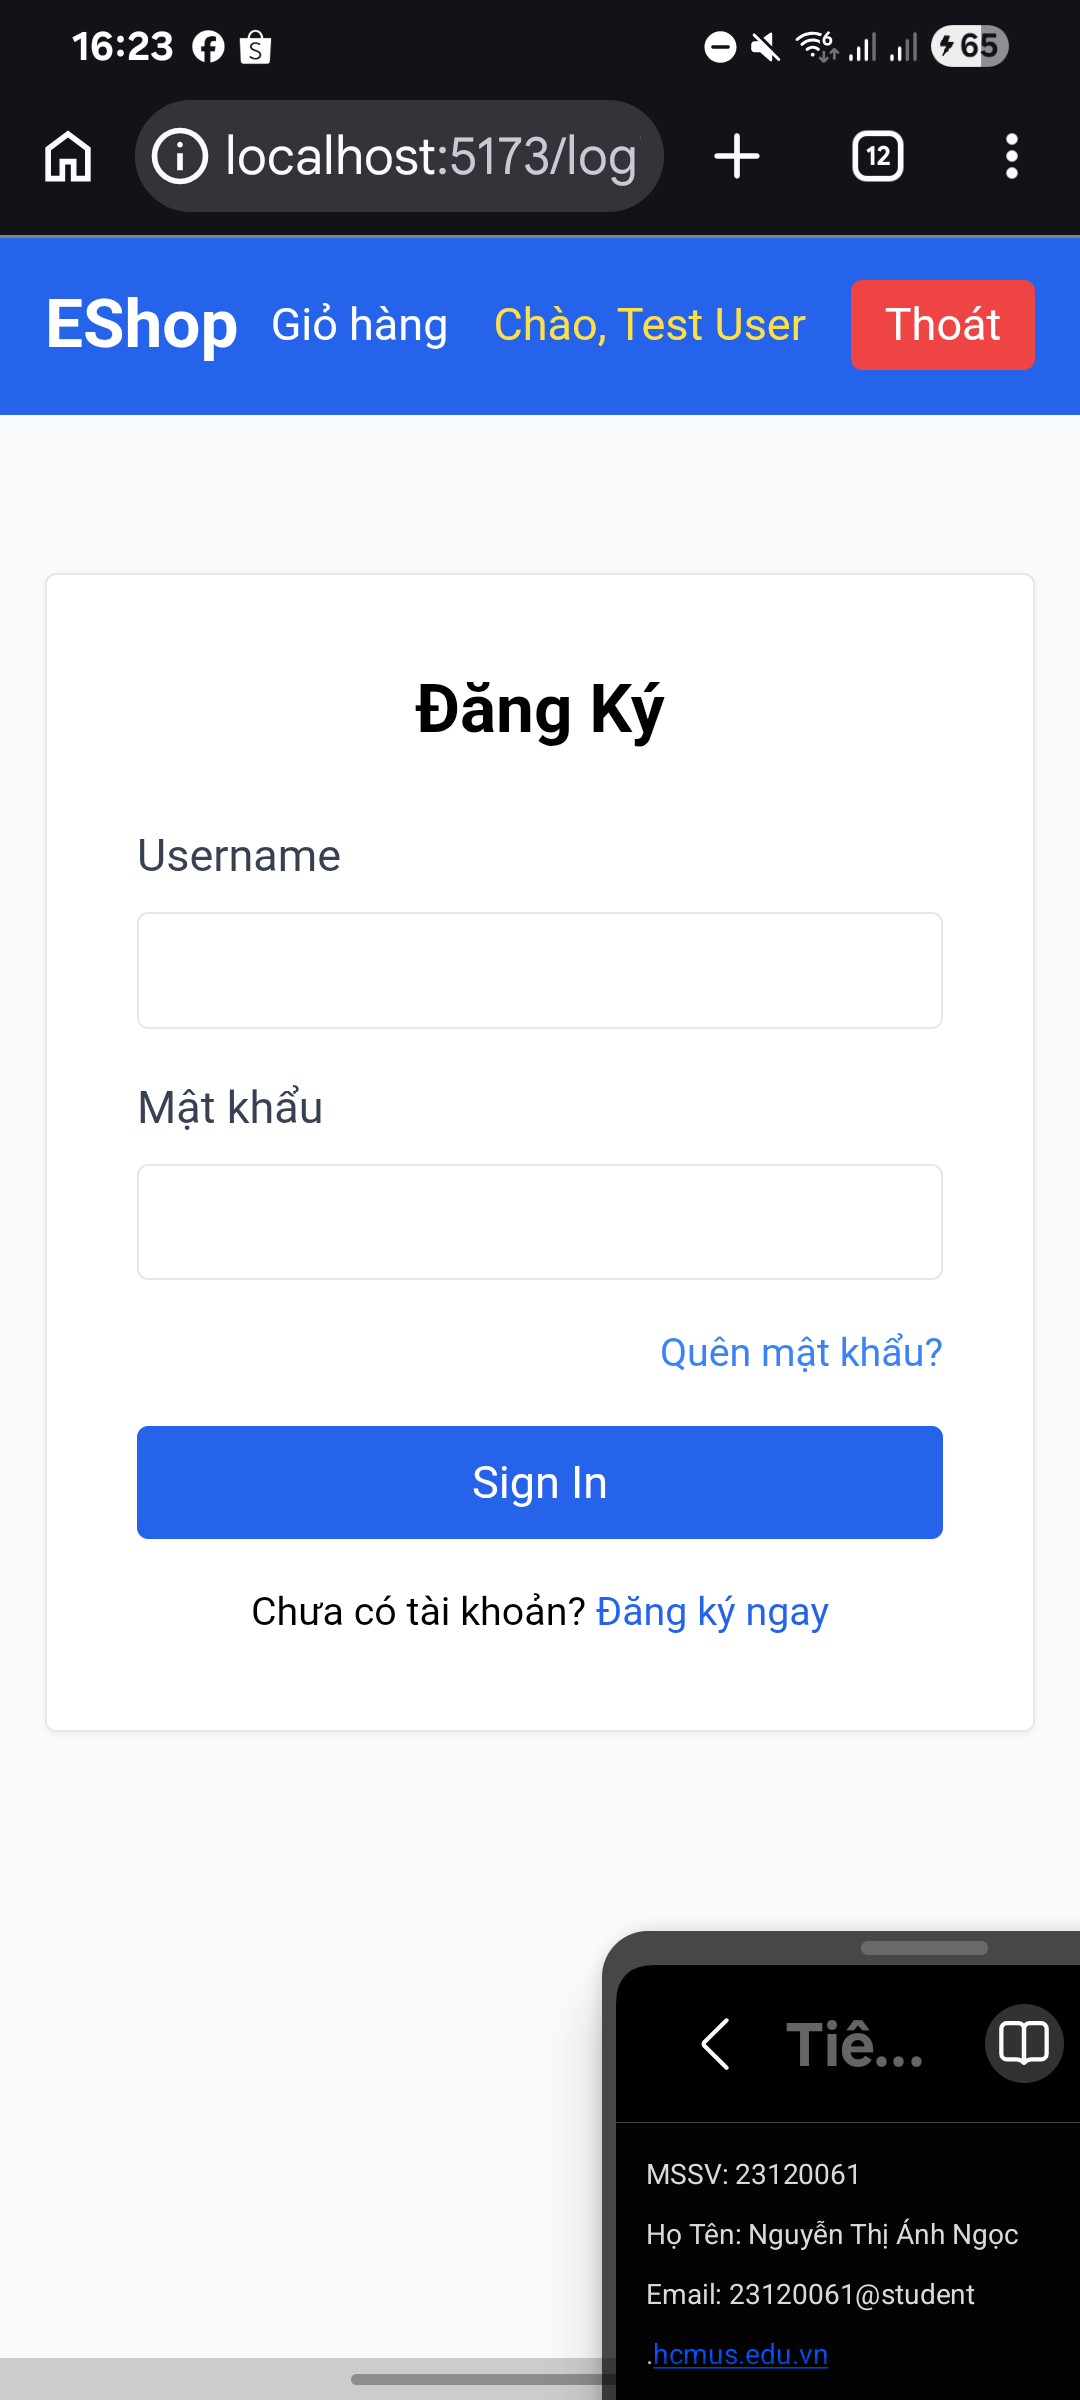 16:23
6
65
localhost:5173/log
12
EShop Giỏ hàng Chào, Test User Thoát
Đăng Ký
Username
Mật khẩu
Quên mật khẩu?
Sign In
Chưa có tài khoản? Đăng ký ngay
Tiê...
MSSV: 23120061
Họ Tên: Nguyễn Thị Ánh Ngọc
Email: 23120061@student
.hcmus.edu.vn